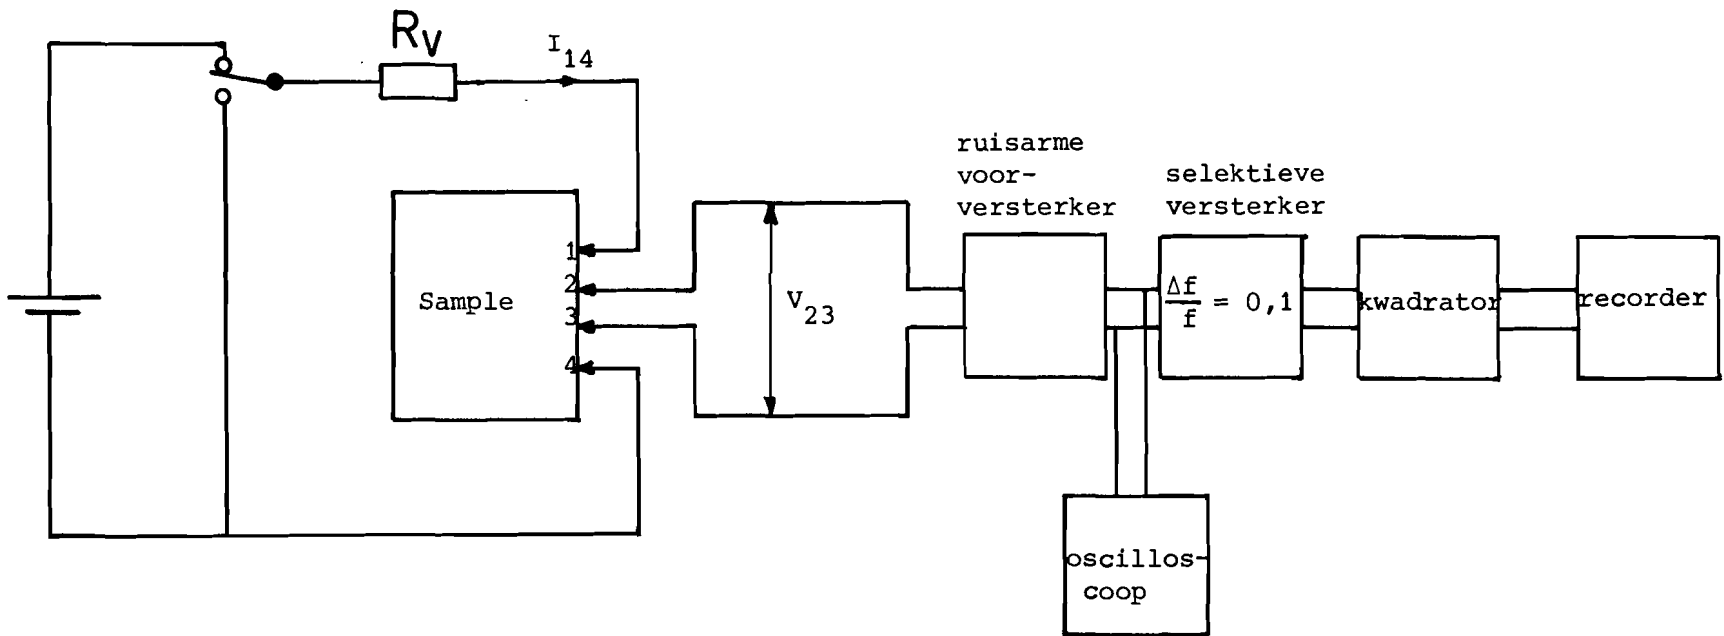 R_V
I_14
ruisarme
voor-
versterker
selektieve
versterker
1
2
3
4
Sample
V_23
Δf/f = 0,1
kwadrator
recorder
oscillos-
coop